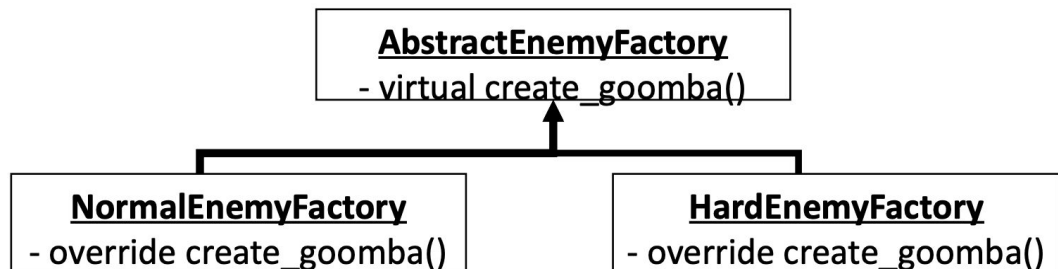 AbstractEnemyFactory
- virtual create_goomba()
NormalEnemyFactory
- override create_goomba()
HardEnemyFactory
- override create_goomba()